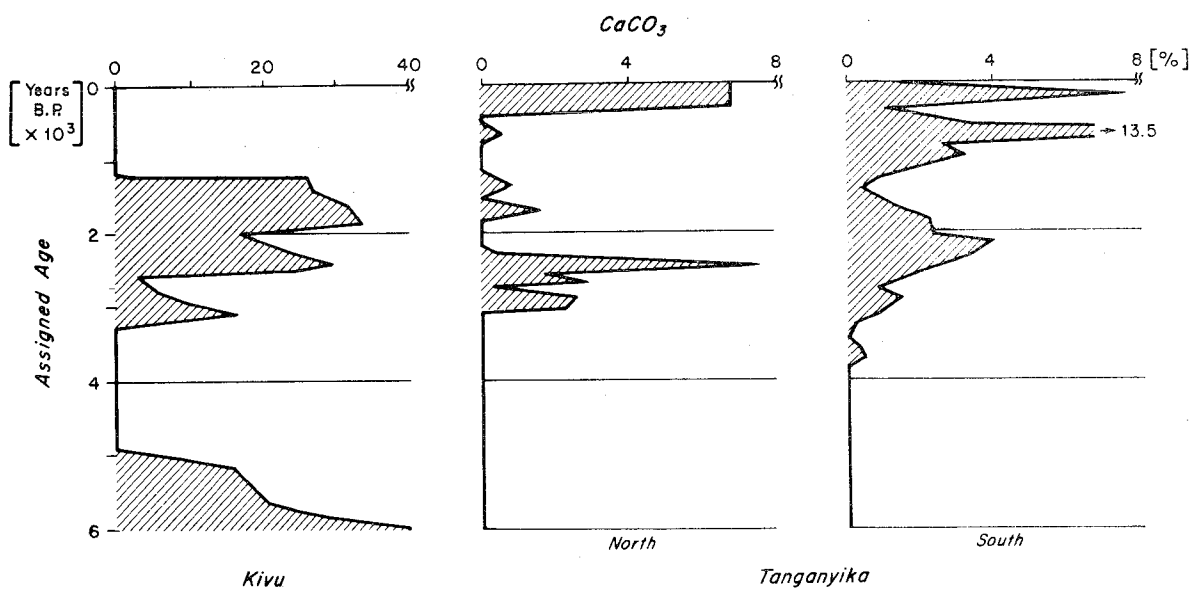 CaCO3
0 20 40 0 4 8 0 4 8 [%]
[Years B.P. × 10^3]
0
→ 13.5
2
4
6
Assigned Age
North South
Kivu Tanganyika